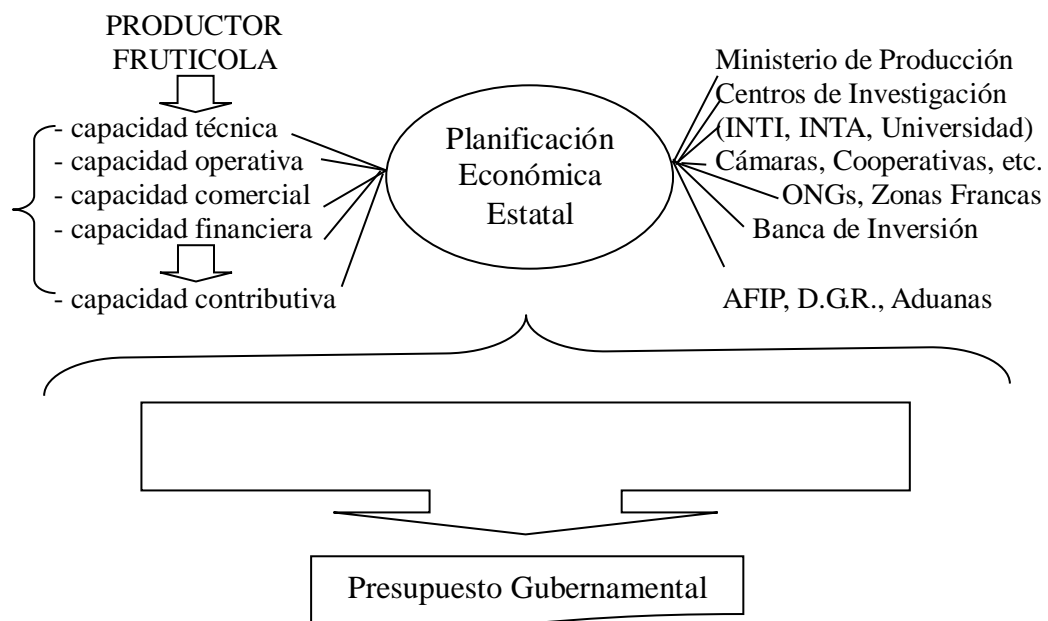 PRODUCTOR
FRUTICOLA
- capacidad técnica
- capacidad operativa
- capacidad comercial
- capacidad financiera
- capacidad contributiva
Planificación
Económica
Estatal
Ministerio de Producción
Centros de Investigación
(INTI, INTA, Universidad)
Cámaras, Cooperativas, etc.
ONGs, Zonas Francas
Banca de Inversión
AFIP, D.G.R., Aduanas
Presupuesto Gubernamental